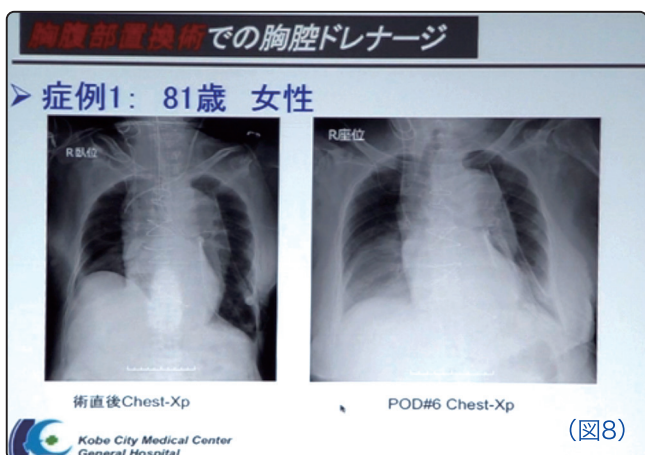 胸腹部置換術での胸腔ドレナージ
➢ 症例1： 81歳 女性
R臥位
R座位
術直後Chest-Xp
POD#6 Chest-Xp
Kobe City Medical Center
General Hospital
(図8)